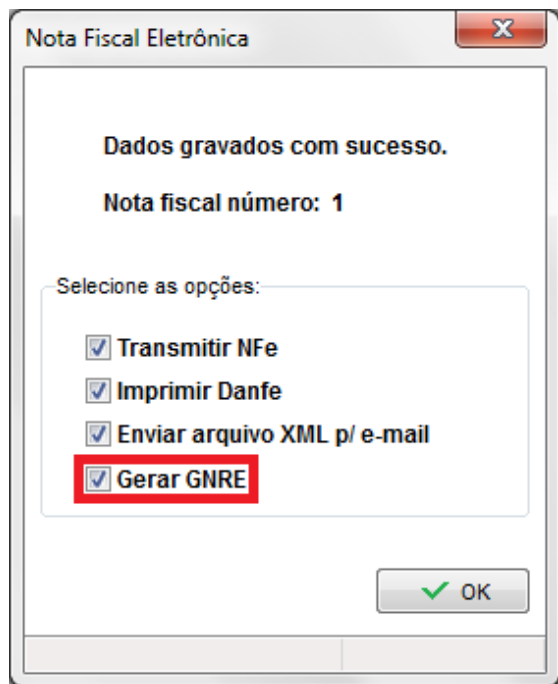 Nota Fiscal Eletrônica
Dados gravados com sucesso.
Nota fiscal número: 1
Selecione as opções:
Transmitir NFe
Imprimir Danfe
Enviar arquivo XML p/ e-mail
Gerar GNRE
OK